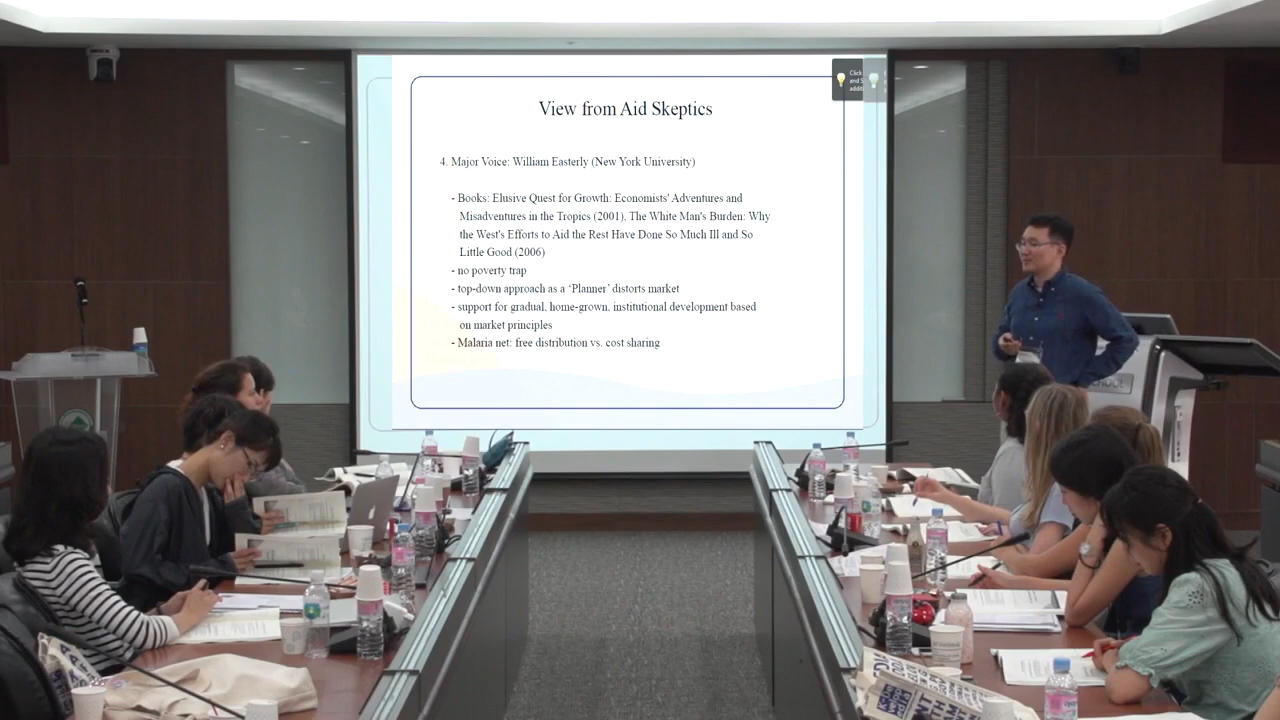 View from Aid Skeptics
4. Major Voice: William Easterly (New York University)
- Books: Elusive Quest for Growth: Economists' Adventures and
Misadventures in the Tropics (2001), The White Man's Burden: Why
the West's Efforts to Aid the Rest Have Done So Much Ill and So
Little Good (2006)
- no poverty trap
- top-down approach as a ‘Planner’ distorts market
- support for gradual, home-grown, institutional development based
on market principles
- Malaria net: free distribution vs. cost sharing
Click
and S
additi